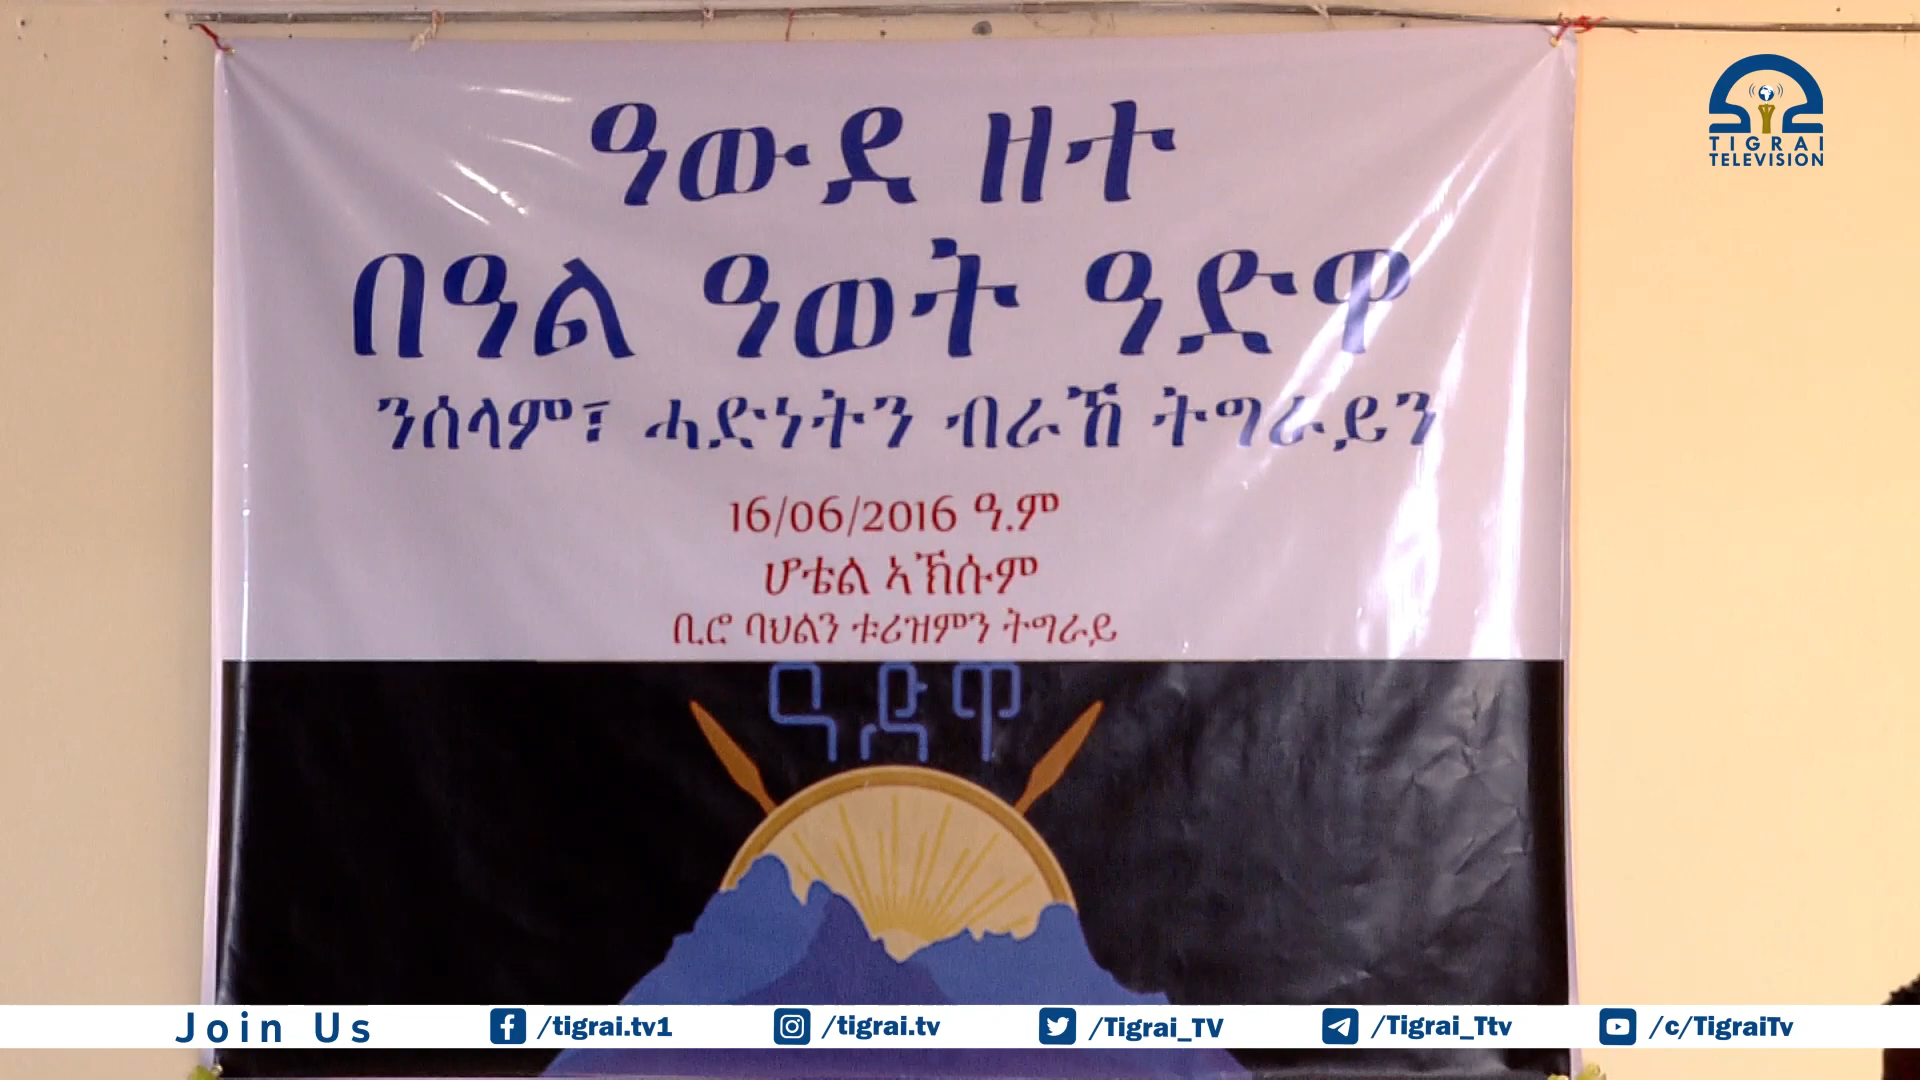 ዓውደ ዘተ
በዓል ዓወት ዓድዋ
ንሰላም፣ ሓድነትን ብራኸ ትግራይን
16/06/2016 ዓ.ም
ሆቴል ኣኽሱም
ቢሮ ባህልን ቱሪዝምን ትግራይ
ዓድዋ
TIGRAI
TELEVISION
Join Us
/tigrai.tv1
/tigrai.tv
/Tigrai_TV
/Tigrai_Ttv
/c/TigraiTv